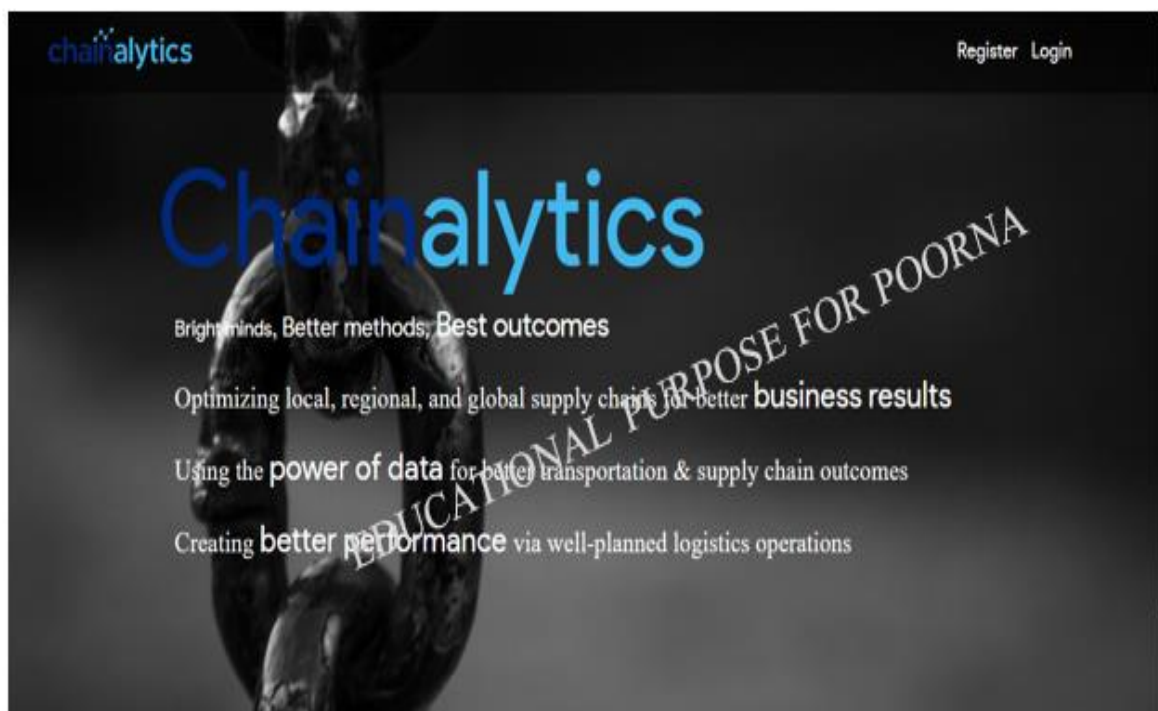 chainalytics
Register Login
Chainalytics
Bright minds, Better methods, Best outcomes
Optimizing local, regional, and global supply chains for better business results
Using the power of data for better transportation & supply chain outcomes
Creating better performance via well-planned logistics operations
EDUCATIONAL PURPOSE FOR POORNA